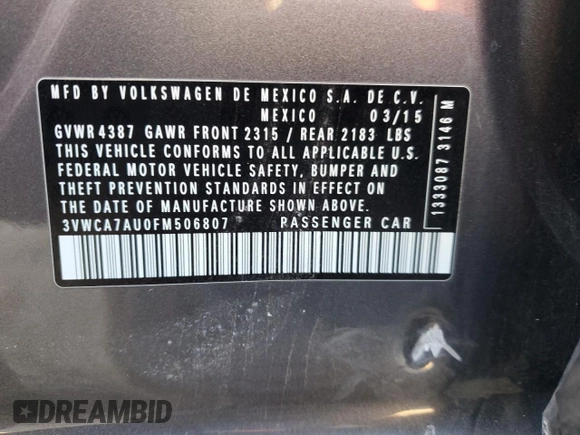 MFD BY VOLKSWAGEN DE MEXICO S.A. DE C.V.
MEXICO 03/15
GVWR 4387 GAWR FRONT 2315 / REAR 2183 LBS
THIS VEHICLE CONFORMS TO ALL APPLICABLE U.S.
FEDERAL MOTOR VEHICLE SAFETY, BUMPER AND
THEFT PREVENTION STANDARDS IN EFFECT ON
THE DATE OF MANUFACTURE SHOWN ABOVE.
3VWCA7AU0FM506807 PASSENGER CAR
1333087 3146 M
DREAMBID